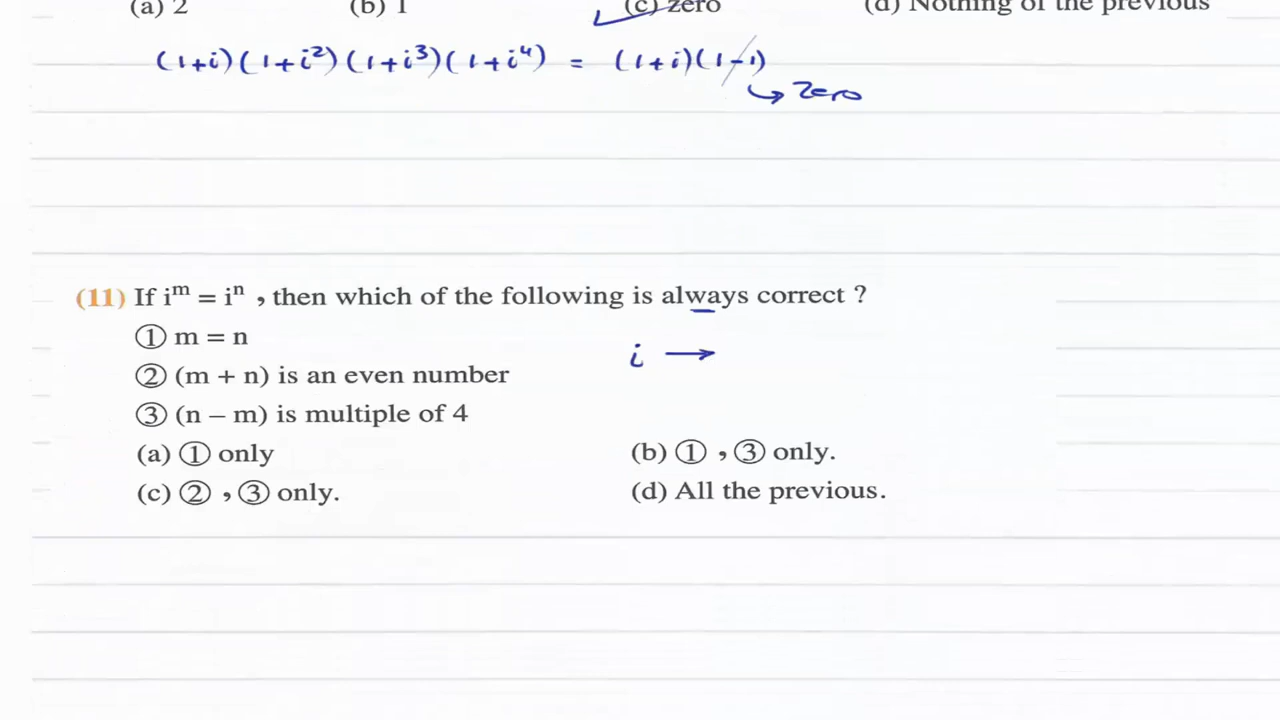 (a) 2 (b) 1 (c) zero (d) Nothing of the previous
(1+i)(1+i²)(1+i³)(1+i⁴) = (1+i)(1-1)
↳ Zero
(11) If iᵐ = iⁿ , then which of the following is always correct ?
① m = n
i →
② (m + n) is an even number
③ (n – m) is multiple of 4
(a) ① only (b) ① , ③ only.
(c) ② , ③ only. (d) All the previous.